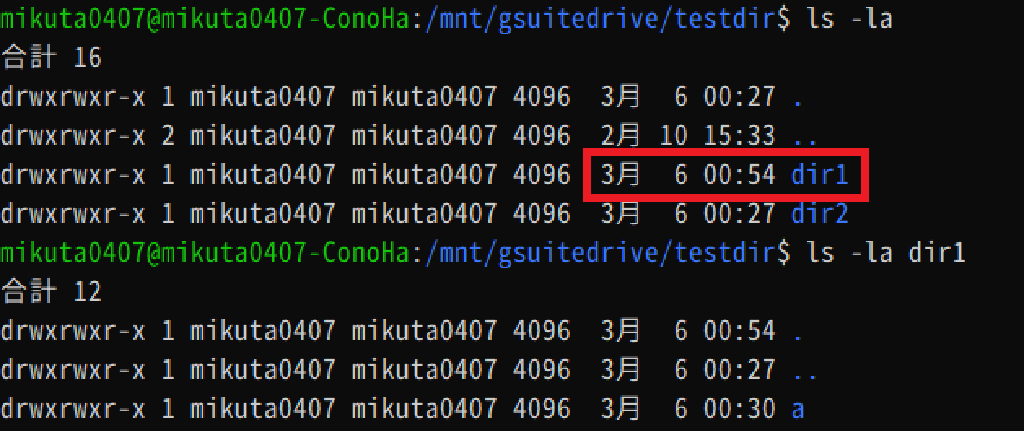 mikuta0407@mikuta0407-ConoHa:/mnt/gsuitedrive/testdir$ ls -la
合計 16
drwxrwxr-x 1 mikuta0407 mikuta0407 4096  3月  6 00:27 .
drwxrwxr-x 2 mikuta0407 mikuta0407 4096  2月 10 15:33 ..
drwxrwxr-x 1 mikuta0407 mikuta0407 4096  3月  6 00:54 dir1
drwxrwxr-x 1 mikuta0407 mikuta0407 4096  3月  6 00:27 dir2
mikuta0407@mikuta0407-ConoHa:/mnt/gsuitedrive/testdir$ ls -la dir1
合計 12
drwxrwxr-x 1 mikuta0407 mikuta0407 4096  3月  6 00:54 .
drwxrwxr-x 1 mikuta0407 mikuta0407 4096  3月  6 00:27 ..
drwxrwxr-x 1 mikuta0407 mikuta0407 4096  3月  6 00:30 a